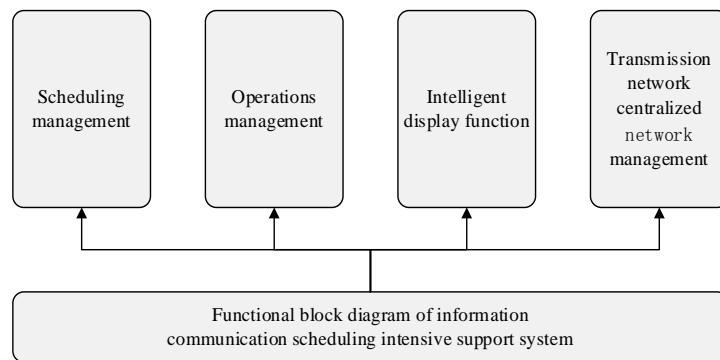 Scheduling
management
Operations
management
Intelligent
display function
Transmission
network
centralized
network
management
Functional block diagram of information
communication scheduling intensive support system